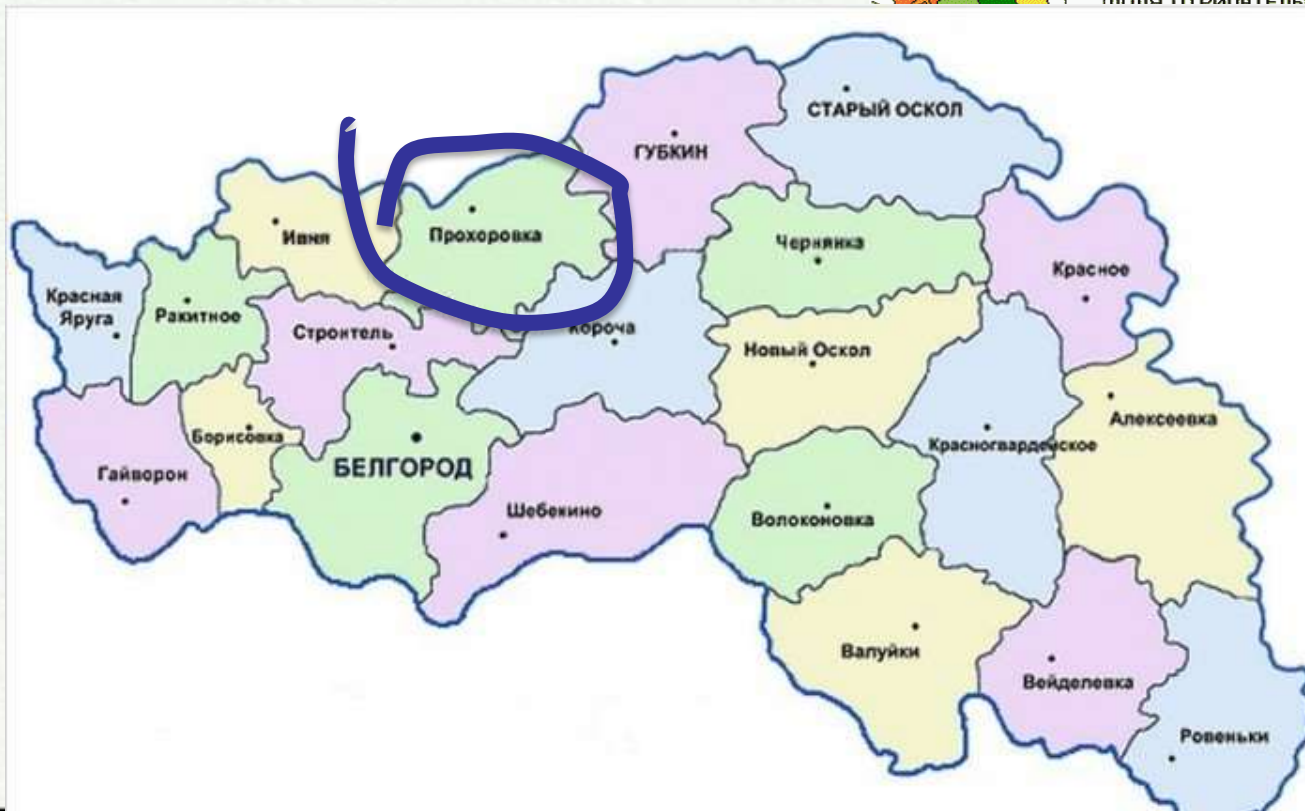 СТАРЫЙ ОСКОЛ
ГУБКИН
Ивня
Прохоровка
Чернянка
Красное
Красная
Яруга
Ракитное
Строитель
Короча
Новый Оскол
Алексеевка
Борисовка
Красногвардейское
БЕЛГОРОД
Гайворон
Шебекино
Волоконовка
Валуйки
Вейделевка
Ровеньки